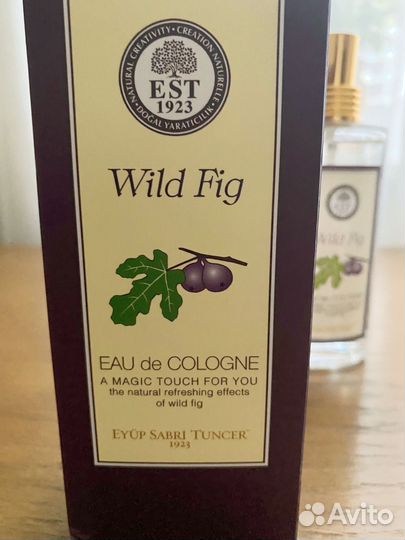 NATURAL CREATIVITY • CREATION NATURELLE • DOĞAL YARATICILIK •
EST
1923
Wild Fig
EAU de COLOGNE
A MAGIC TOUCH FOR YOU
the natural refreshing effects
of wild fig
EYÜP SABRİ TUNCER
1923
EST
Wild Fig
Avito